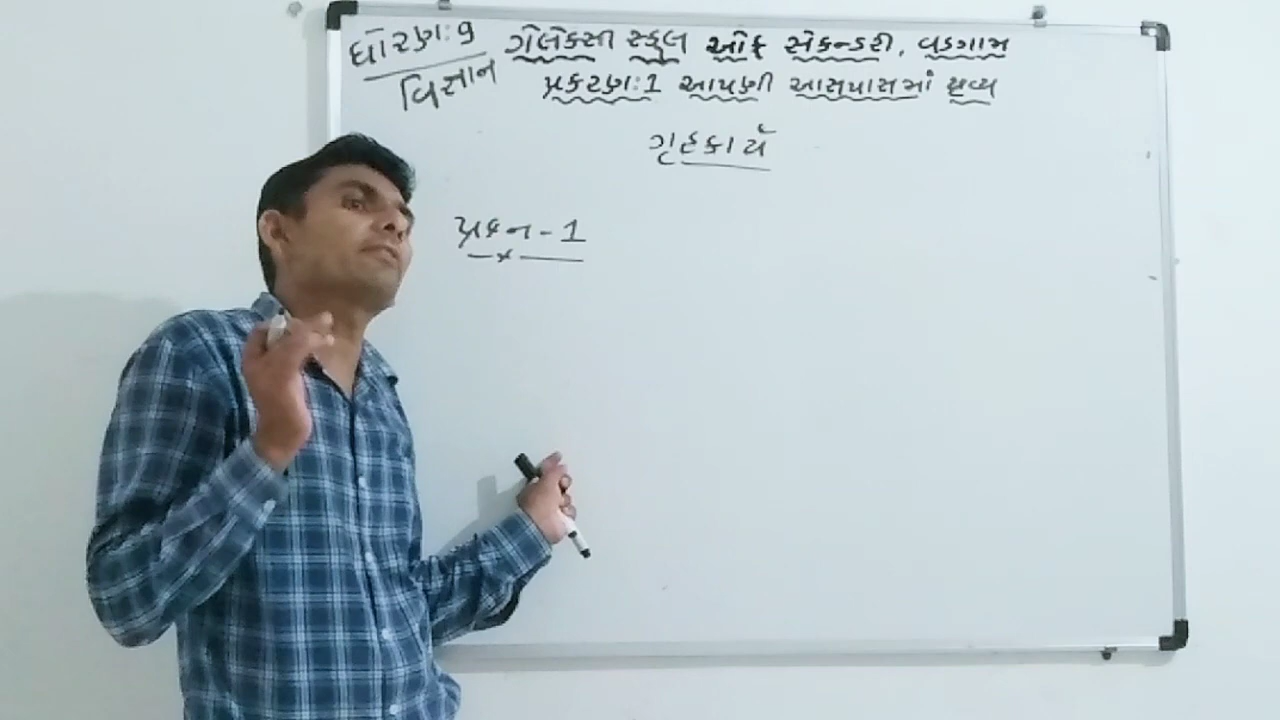 ધોરણ:9
વિજ્ઞાન
ગેલેક્સી સ્કૂલ ઓફ સેકન્ડરી, વડગામ
પ્રકરણ:1 આપણી આસપાસમાં દ્રવ્ય
ગૃહકાર્ય
પ્રશ્ન-1